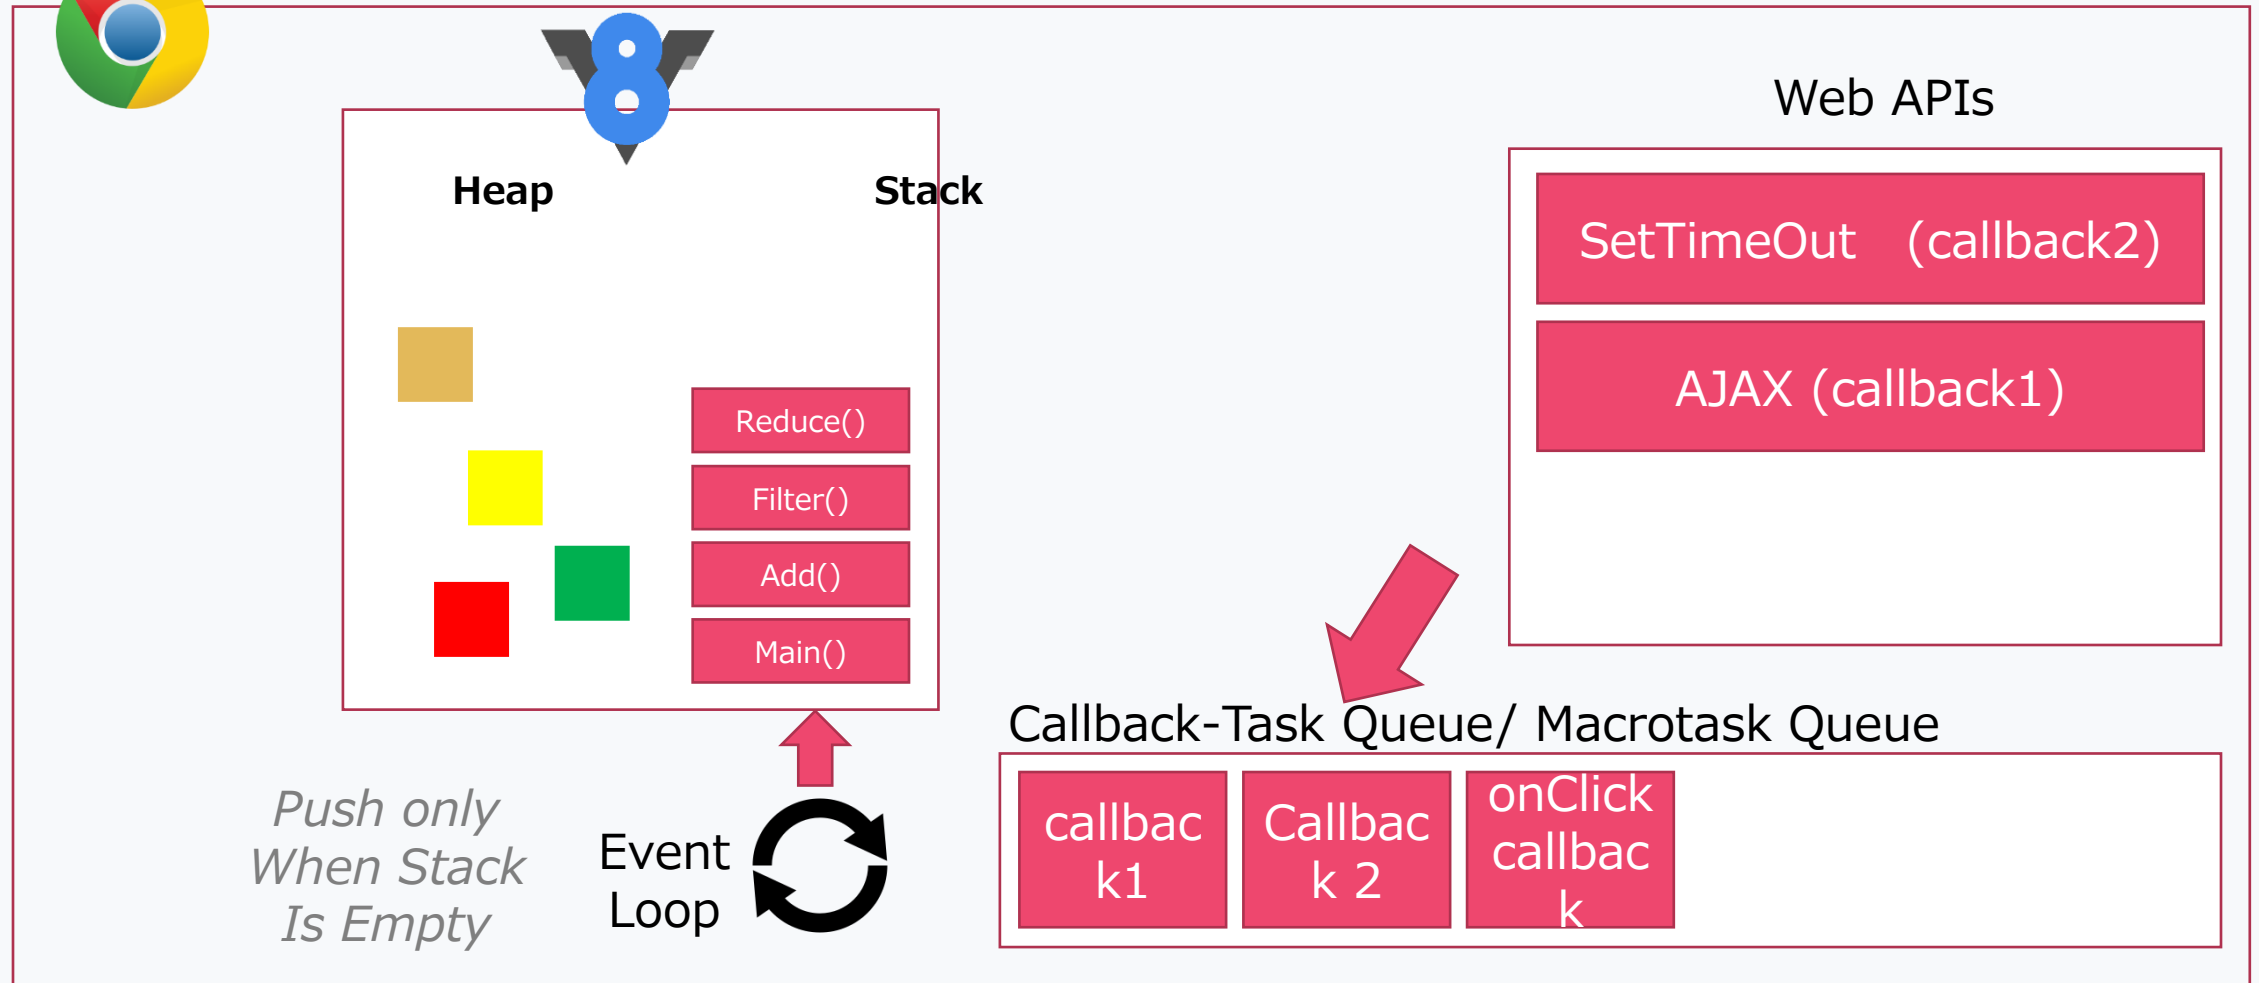 8
Heap
Stack
Reduce()
Filter()
Add()
Main()
Web APIs
SetTimeOut (callback2)
AJAX (callback1)
Callback-Task Queue/ Macrotask Queue
callbac
k1
Callbac
k 2
onClick
callbac
k
Push only
When Stack
Is Empty
Event
Loop